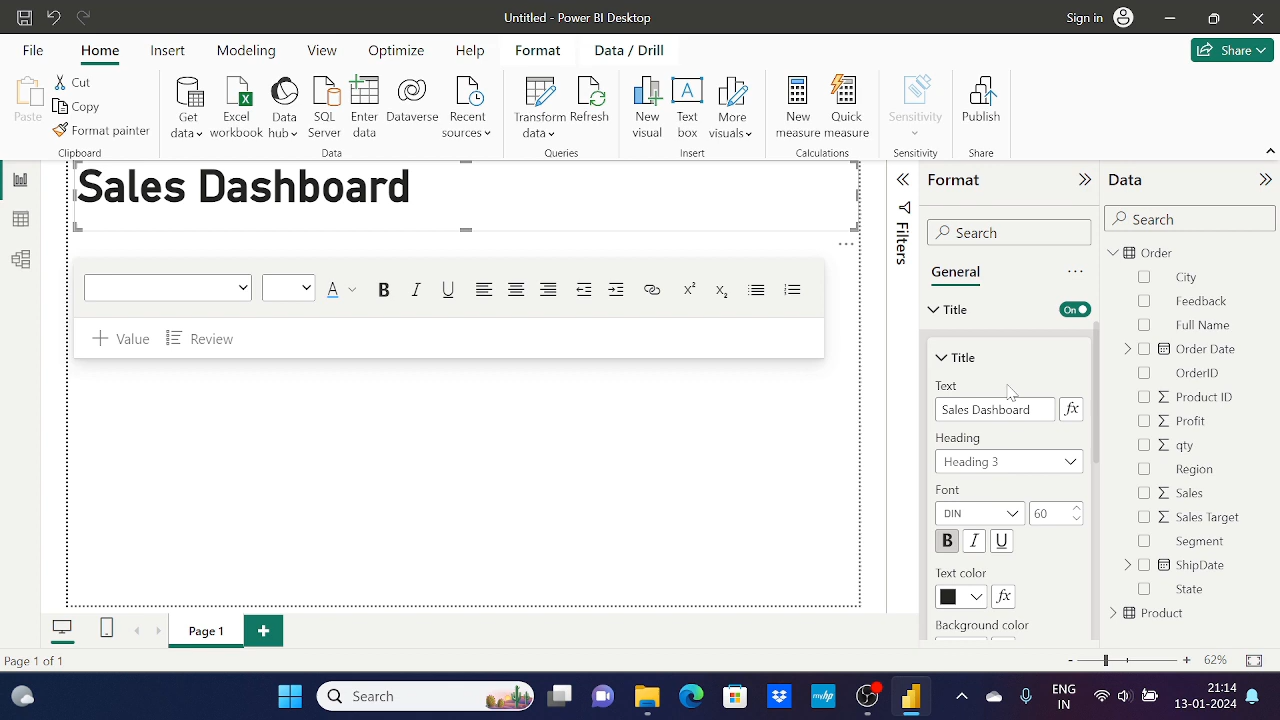 Untitled - Power BI Desktop
Sign in
File Home Insert Modeling View Optimize Help Format Data / Drill Share
Paste
Cut
Copy
Format painter
Clipboard
Get data
Excel workbook
Data hub
SQL Server
Enter data
Dataverse
Recent sources
Data
Transform data
Refresh
Queries
New visual
Text box
More visuals
Insert
New measure
Quick measure
Calculations
Sensitivity
Sensitivity
Publish
Share
Sales Dashboard
A B I U x² x₂
Value Review
Filters
Format
Search
General
Title On
Title
Text
Sales Dashboard fx
Heading
Heading 3
Font
DIN 60
B I U
Text color
fx
Background color
Data
Search
Order
City
Feedback
Full Name
Order Date
OrderID
Σ Product ID
Σ Profit
Σ qty
Region
Σ Sales
Σ Sales Target
Segment
ShipDate
State
Product
Page 1
Page 1 of 1
- + 62%
Search
myhp
ENG
IN
21:14
13-01-2024